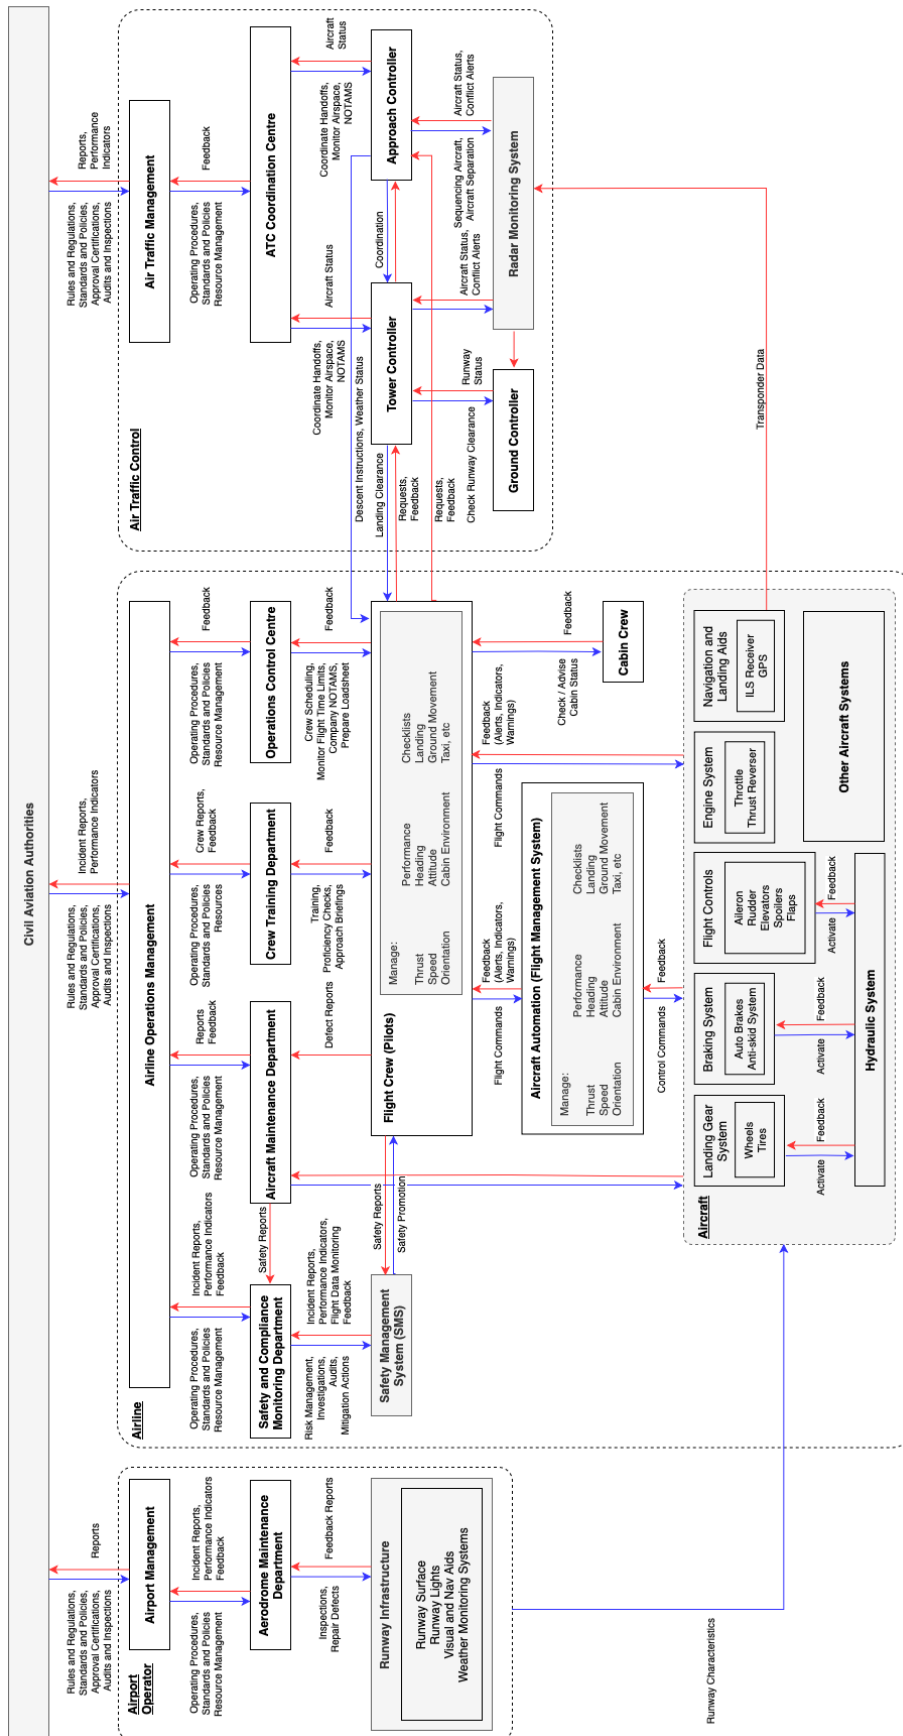 Civil Aviation Authorities
Rules and Regulations,
Standards and Policies,
Approval Certifications,
Audits and Inspections
Reports
Rules and Regulations,
Standards and Policies,
Approval Certifications,
Audits and Inspections
Incident Reports,
Performance Indicators
Rules and Regulations,
Standards and Policies,
Approval Certifications,
Audits and Inspections
Reports,
Performance
Indicators
Airport
Operator
Airport Management
Operating Procedures,
Standards and Policies
Resource Management
Incident Reports,
Performance Indicators
Feedback
Aerodrome Maintenance
Department
Inspections,
Repair Defects
Feedback Reports
Runway Infrastructure
Runway Surface
Runway Lights
Visual and Nav Aids
Weather Monitoring Systems
Runway Characteristics
Airline
Airline Operations Management
Operating Procedures,
Standards and Policies
Resource Management
Incident Reports,
Performance Indicators
Feedback
Operating Procedures,
Standards and Policies
Resource Management
Reports
Feedback
Operating Procedures,
Standards and Policies
Resources
Crew Reports,
Feedback
Operating Procedures,
Standards and Policies
Resource Management
Feedback
Safety and Compliance
Monitoring Department
Safety Reports
Aircraft Maintenance Department
Crew Training Department
Operations Control Centre
Risk Management,
Investigations,
Audits,
Mitigation Actions
Incident Reports,
Performance Indicators,
Flight Data Monitoring
Feedback
Defect Reports
Training,
Proficiency Checks,
Approach Briefings
Feedback
Crew Scheduling,
Monitor Flight Time Limits,
Company NOTAMS,
Prepare Loadsheet
Feedback
Safety Management
System (SMS)
Safety Reports
Safety Promotion
Flight Crew (Pilots)
Manage:
Thrust
Speed
Orientation
Performance
Heading
Attitude
Cabin Environment
Checklists
Landing
Ground Movement
Taxi, etc
Flight Commands
Feedback
(Alerts, Indicators,
Warnings)
Flight Commands
Feedback
(Alerts, Indicators,
Warnings)
Check / Advise
Cabin Status
Feedback
Cabin Crew
Aircraft Automation (Flight Management System)
Manage:
Thrust
Speed
Orientation
Performance
Heading
Attitude
Cabin Environment
Checklists
Landing
Ground Movement
Taxi, etc
Control Commands
Feedback
Aircraft
Landing Gear
System
Wheels
Tires
Activate
Feedback
Braking System
Auto Brakes
Anti-skid System
Activate
Feedback
Flight Controls
Aileron
Rudder
Elevators
Spoilers
Flaps
Activate
Feedback
Engine System
Throttle
Thrust Reverser
Navigation and
Landing Aids
ILS Receiver
GPS
Hydraulic System
Other Aircraft Systems
Transponder Data
Air Traffic Control
Air Traffic Management
Operating Procedures,
Standards and Policies
Resource Management
Feedback
ATC Coordination Centre
Coordinate Handoffs,
Monitor Airspace,
NOTAMS
Aircraft Status
Coordinate Handoffs,
Monitor Airspace,
NOTAMS
Aircraft
Status
Descent Instructions, Weather Status
Landing Clearance
Requests,
Feedback
Requests,
Feedback
Tower Controller
Coordination
Approach Controller
Check Runway Clearance
Runway
Status
Aircraft Status,
Conflict Alerts
Sequencing Aircraft,
Aircraft Separation
Aircraft Status,
Conflict Alerts
Ground Controller
Radar Monitoring System